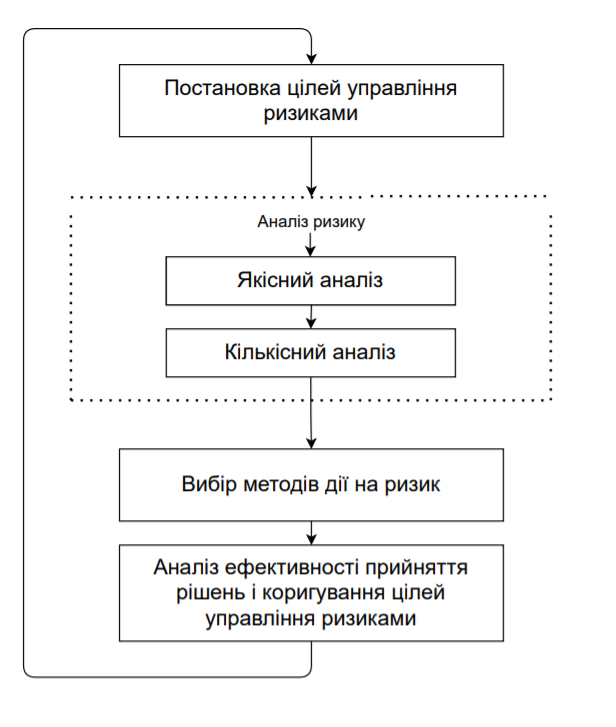 Постановка цілей управління
ризиками
Аналіз ризику
Якісний аналіз
Кількісний аналіз
Вибір методів дії на ризик
Аналіз ефективності прийняття
рішень і коригування цілей
управління ризиками